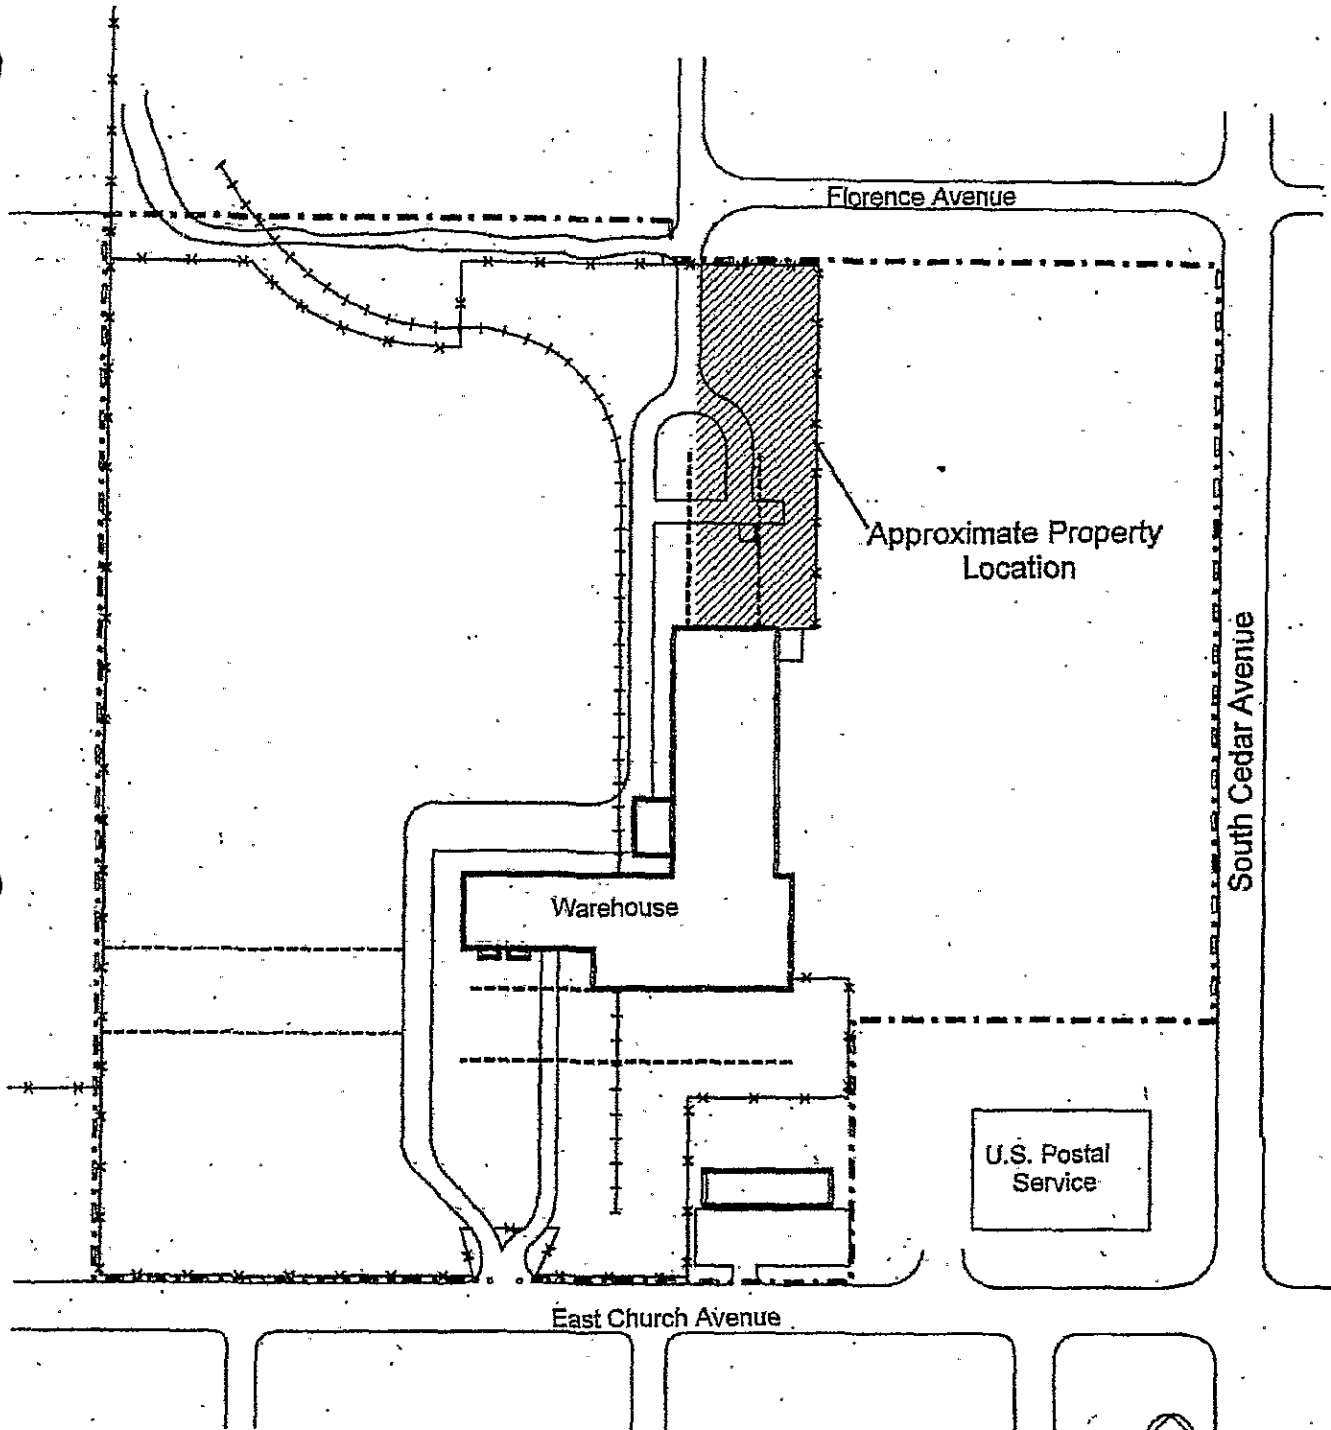 Florence Avenue
Approximate Property
Location
South Cedar Avenue
Warehouse
U.S. Postal
Service
East Church Avenue